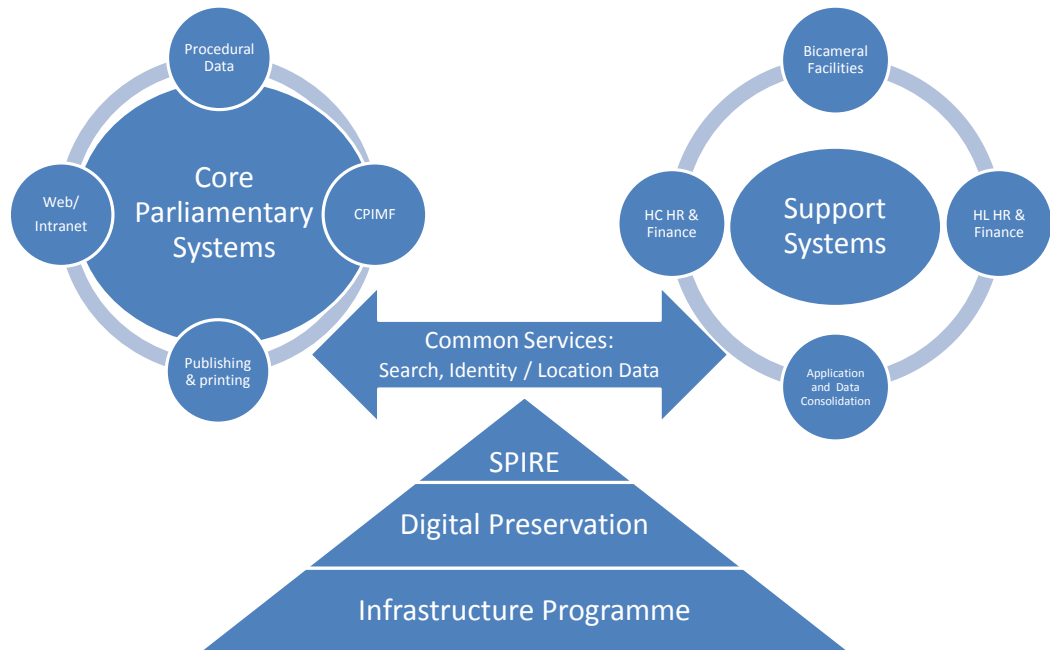 Procedural
Data
Core
Parliamentary
Systems
Web/
Intranet
CPIMF
Publishing
& printing
Bicameral
Facilities
HC HR &
Finance
Support
Systems
HL HR &
Finance
Application
and Data
Consolidation
Common Services:
Search, Identity / Location Data
SPIRE
Digital Preservation
Infrastructure Programme